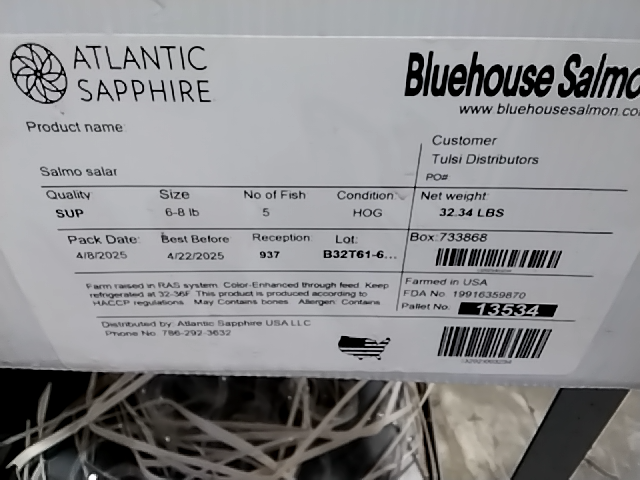 ATLANTIC
SAPPHIRE
Bluehouse Salmo
www.bluehousesalmon.co
Product name:
Salmo salar
Customer
Tulsi Distributors
PO#
Quality
Size
No of Fish
Condition:
Net weight
SUP
6-8 lb
5
HOG
32.34 LBS
Pack Date:
Best Before
Reception:
Lot:
Box:733868
4/8/2025
4/22/2025
937
B32T61-6...
Farm raised in RAS system. Color-Enhanced through feed. Keep
refrigerated at 32-36F. This product is produced according to
HACCP regulations. May Contains bones. Allergen: Contains
Farmed in USA
FDA No 19916359870
Pallet No. 13534
Distributed by: Atlantic Sapphire USA LLC
Phone No. 786-292-3632